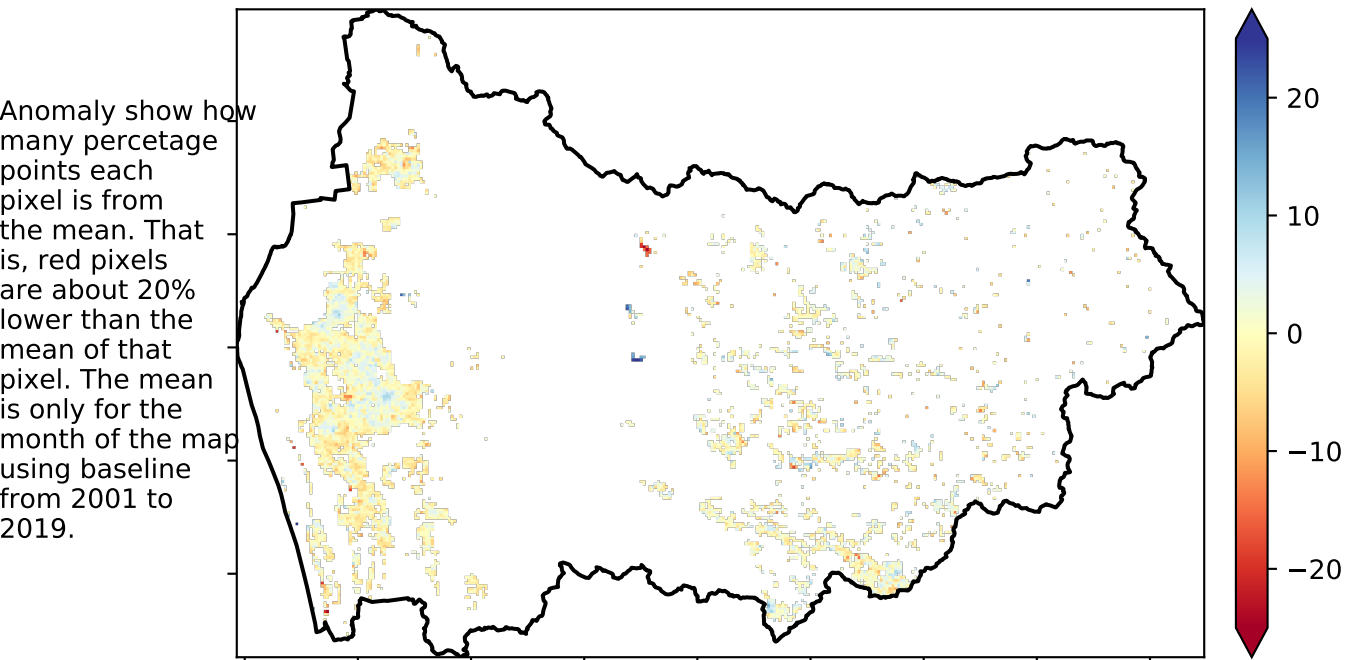 Anomaly show how
many percetage
points each
pixel is from
the mean. That
is, red pixels
are about 20%
lower than the
mean of that
pixel. The mean
is only for the
month of the map
using baseline
from 2001 to
2019.
20
10
0
−10
−20